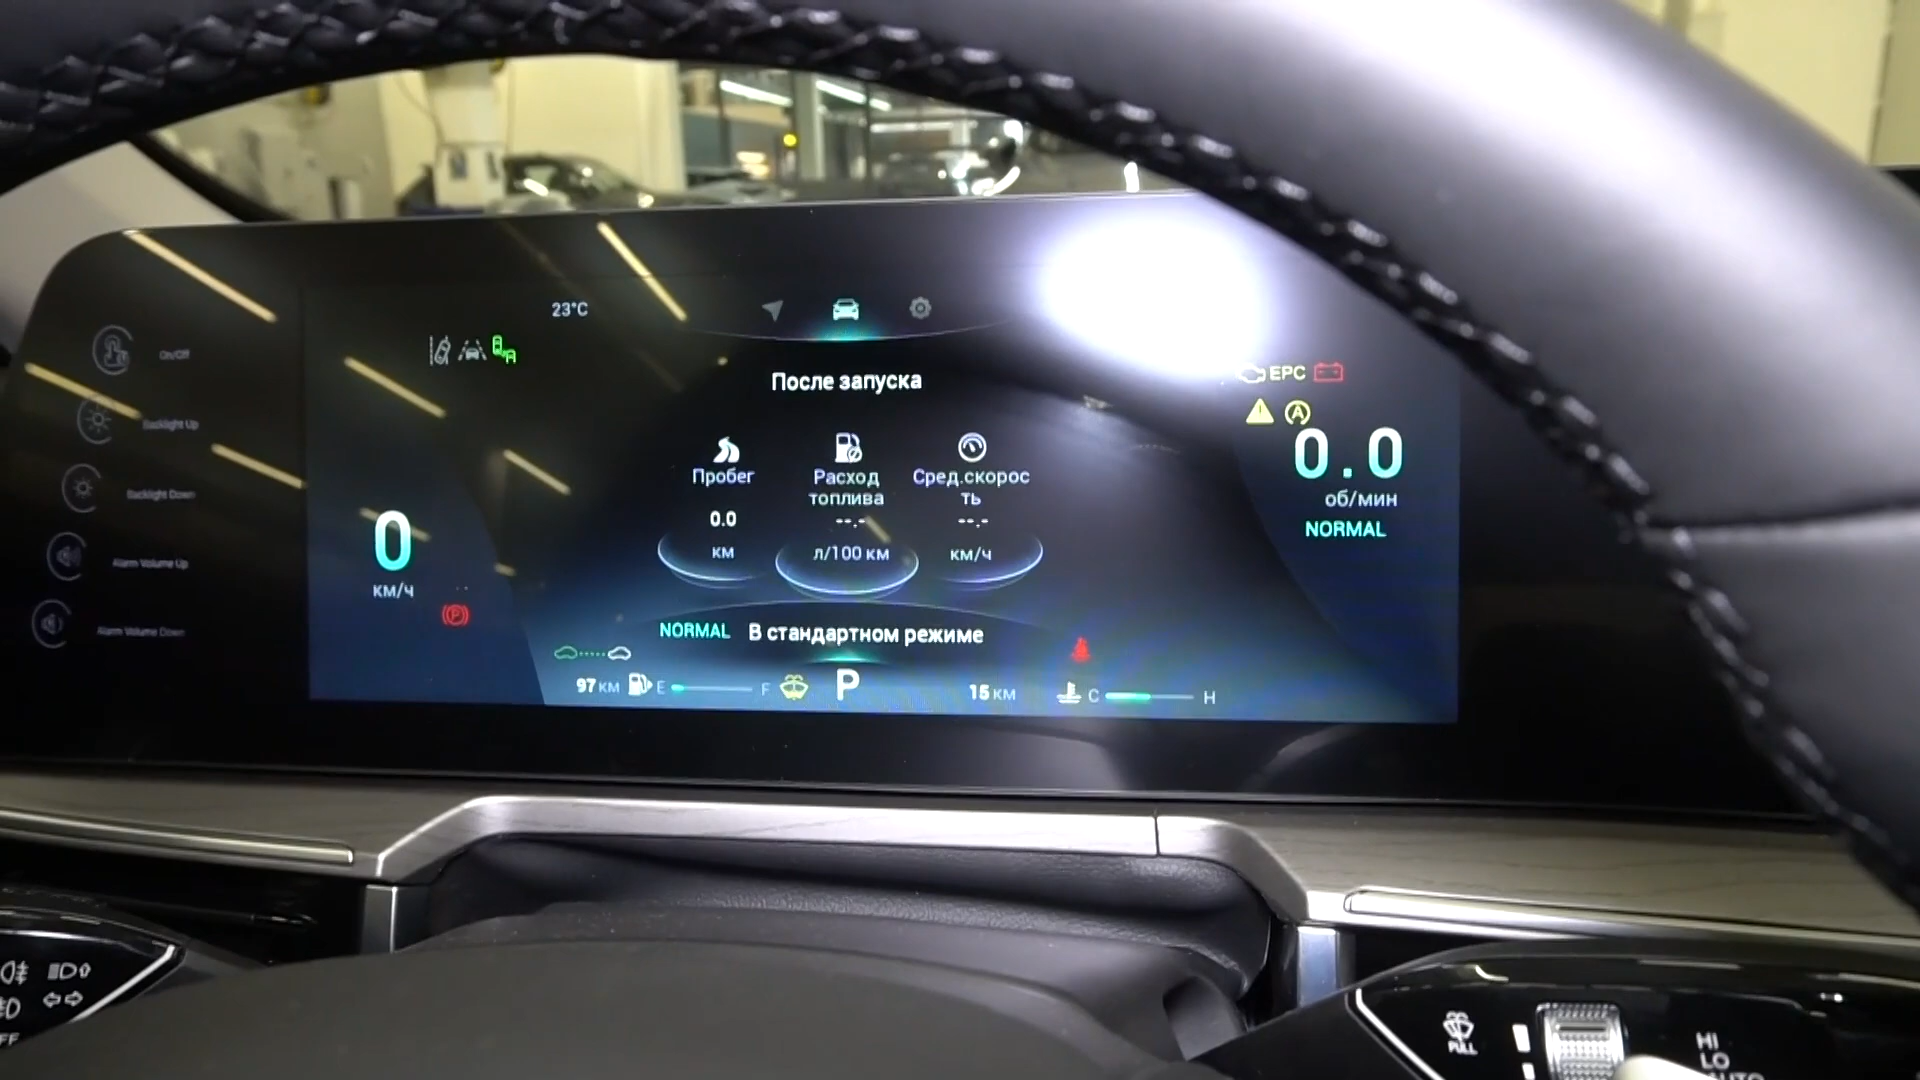 23°C
On/Off
Backlight Up
Backlight Down
Alarm Volume Up
Alarm Volume Down
После запуска
EPC
A
Пробег
Расход
топлива
Сред.скорос
ть
0.0
--.-
--.-
км
л/100 км
км/ч
0
км/ч
0.0
об/мин
NORMAL
P
NORMAL В стандартном режиме
97 км E F P 15 км C H
PULL
HI
LO
AUTO